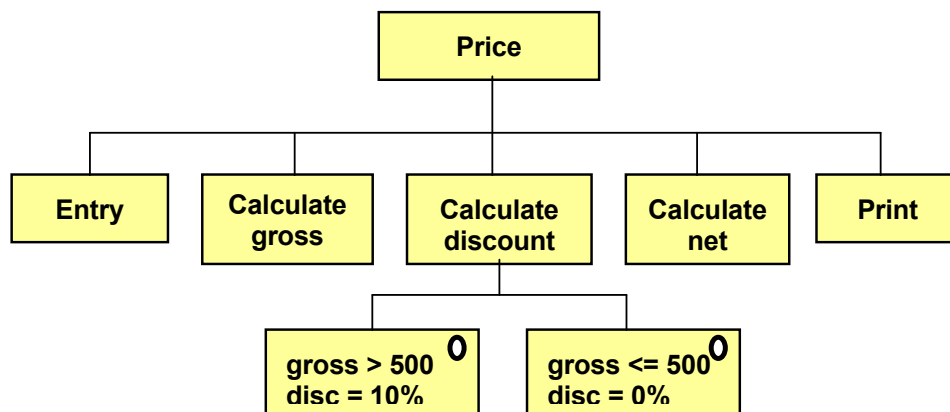 Price
Entry
Calculate
gross
Calculate
discount
Calculate
net
Print
gross > 500
disc = 10%
gross <= 500
disc = 0%